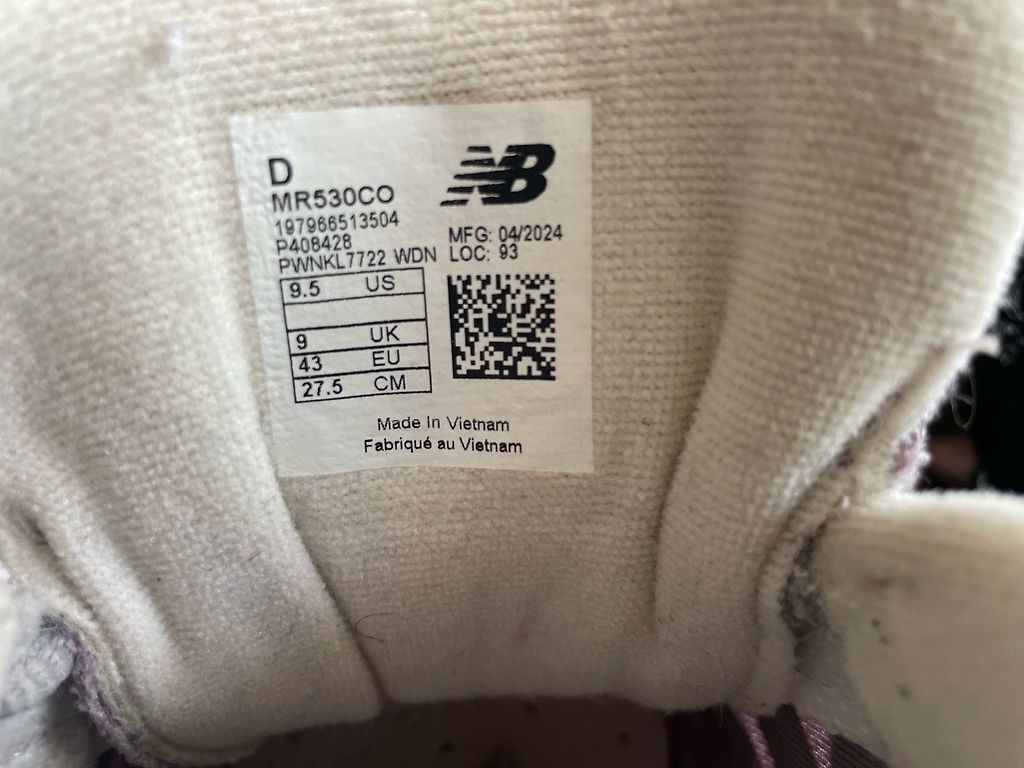 D
NB
MR530CO
197966513504
P408428
PWNKL7722 WDN
MFG: 04/2024
LOC: 93
9.5 US
9 UK
43 EU
27.5 CM
Made In Vietnam
Fabriqué au Vietnam